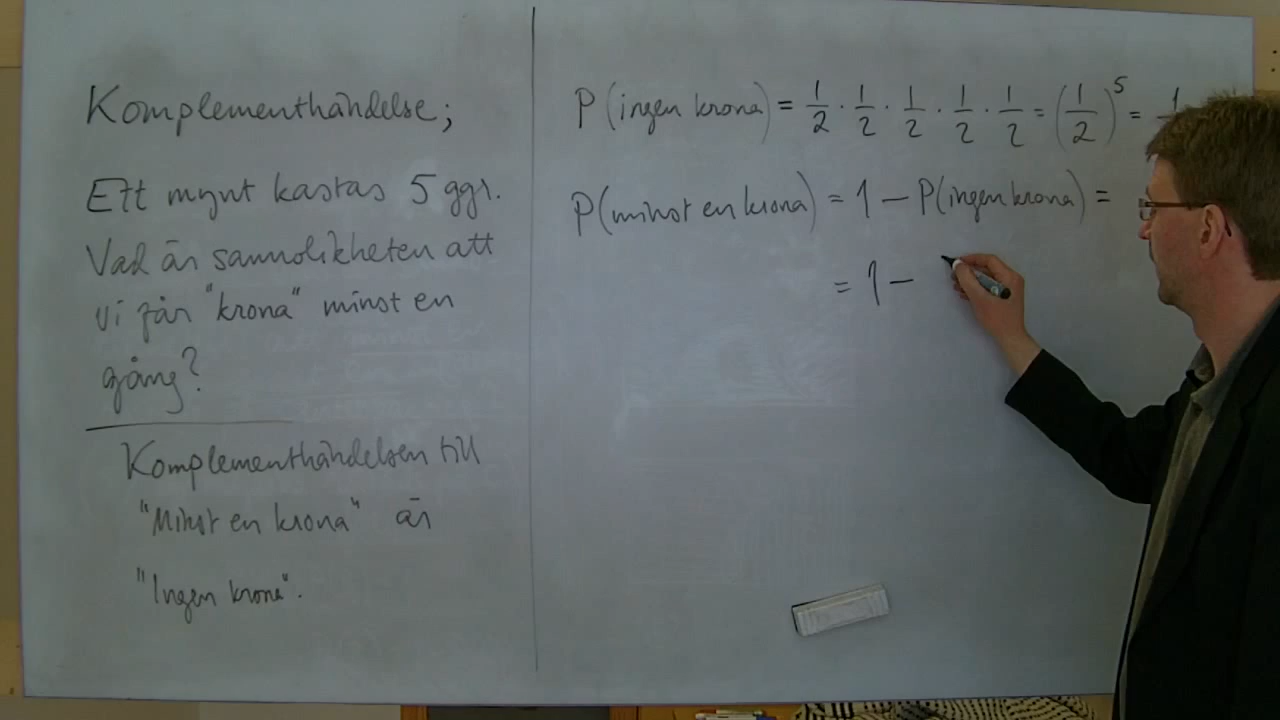 Komplementhändelse;
Ett mynt kastas 5 ggr.
Vad är sannolikheten att
vi får "krona" minst en
gång?
Komplementhändelsen till
"Minst en krona" är
"Ingen krona".
P(ingen krona) = 1/2 · 1/2 · 1/2 · 1/2 · 1/2 = (1/2)^5 =
P(minst en krona) = 1 - P(ingen krona) =
= 1 -